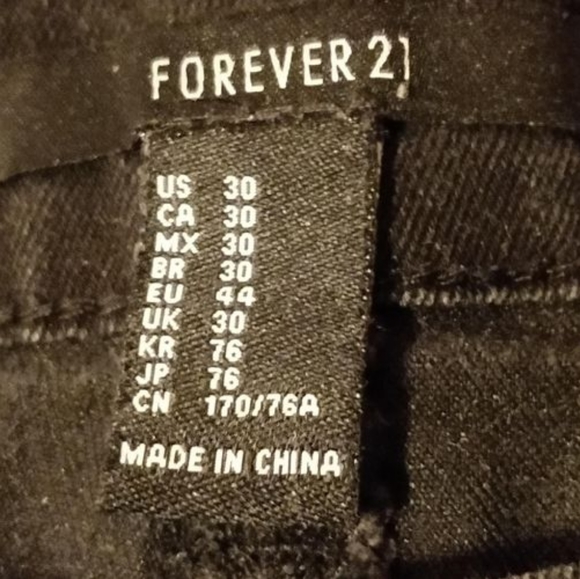 FOREVER 21
US 30
CA 30
MX 30
BR 30
EU 44
UK 30
KR 76
JP 76
CN 170/76A
MADE IN CHINA